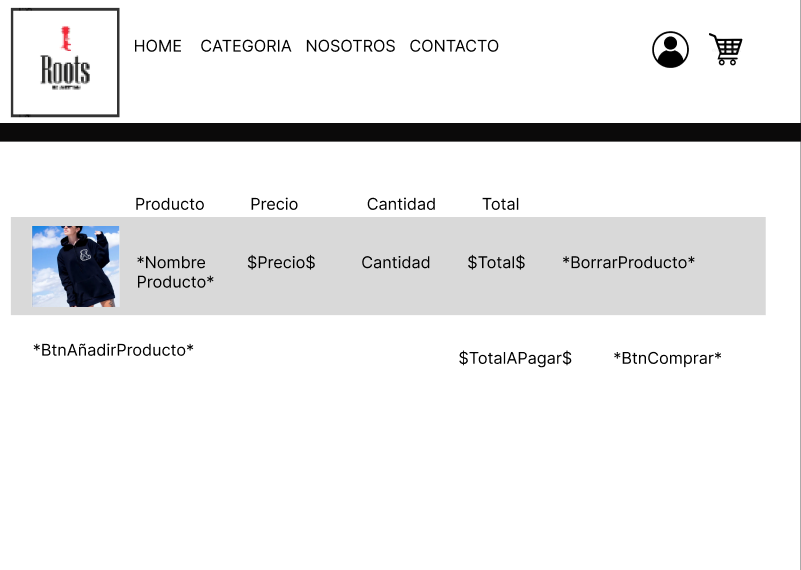 Roots
HOME CATEGORIA NOSOTROS CONTACTO
Producto Precio Cantidad Total
*Nombre
Producto*
$Precio$ Cantidad $Total$ *BorrarProducto*
*BtnAñadirProducto*
$TotalAPagar$ *BtnComprar*